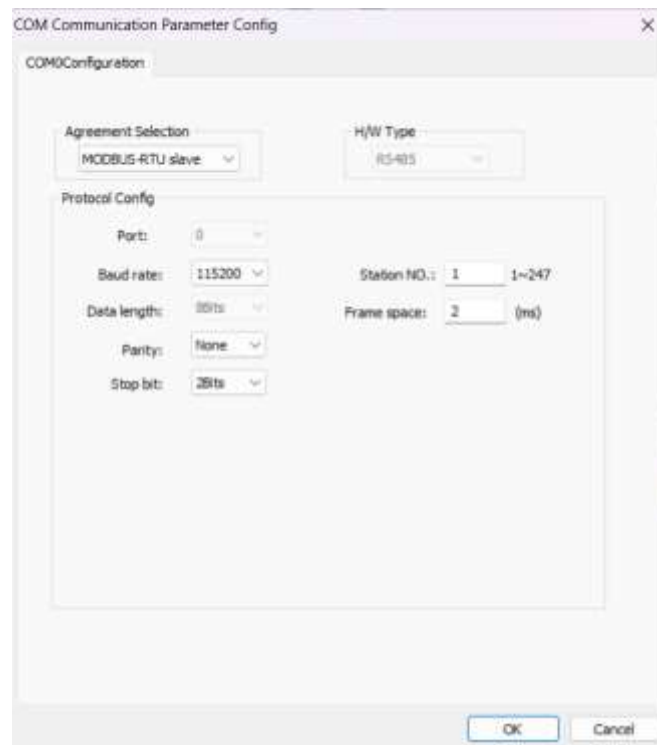 COM Communication Parameter Config
COM0Configuration
Agreement Selection
MODBUS-RTU slave
H/W Type
RS485
Protocol Config
Port: 0
Baud rate: 115200
Station NO.: 1 1~247
Data length: 8Bits
Frame space: 2 (ms)
Parity: None
Stop bit: 2Bits
OK
Cancel